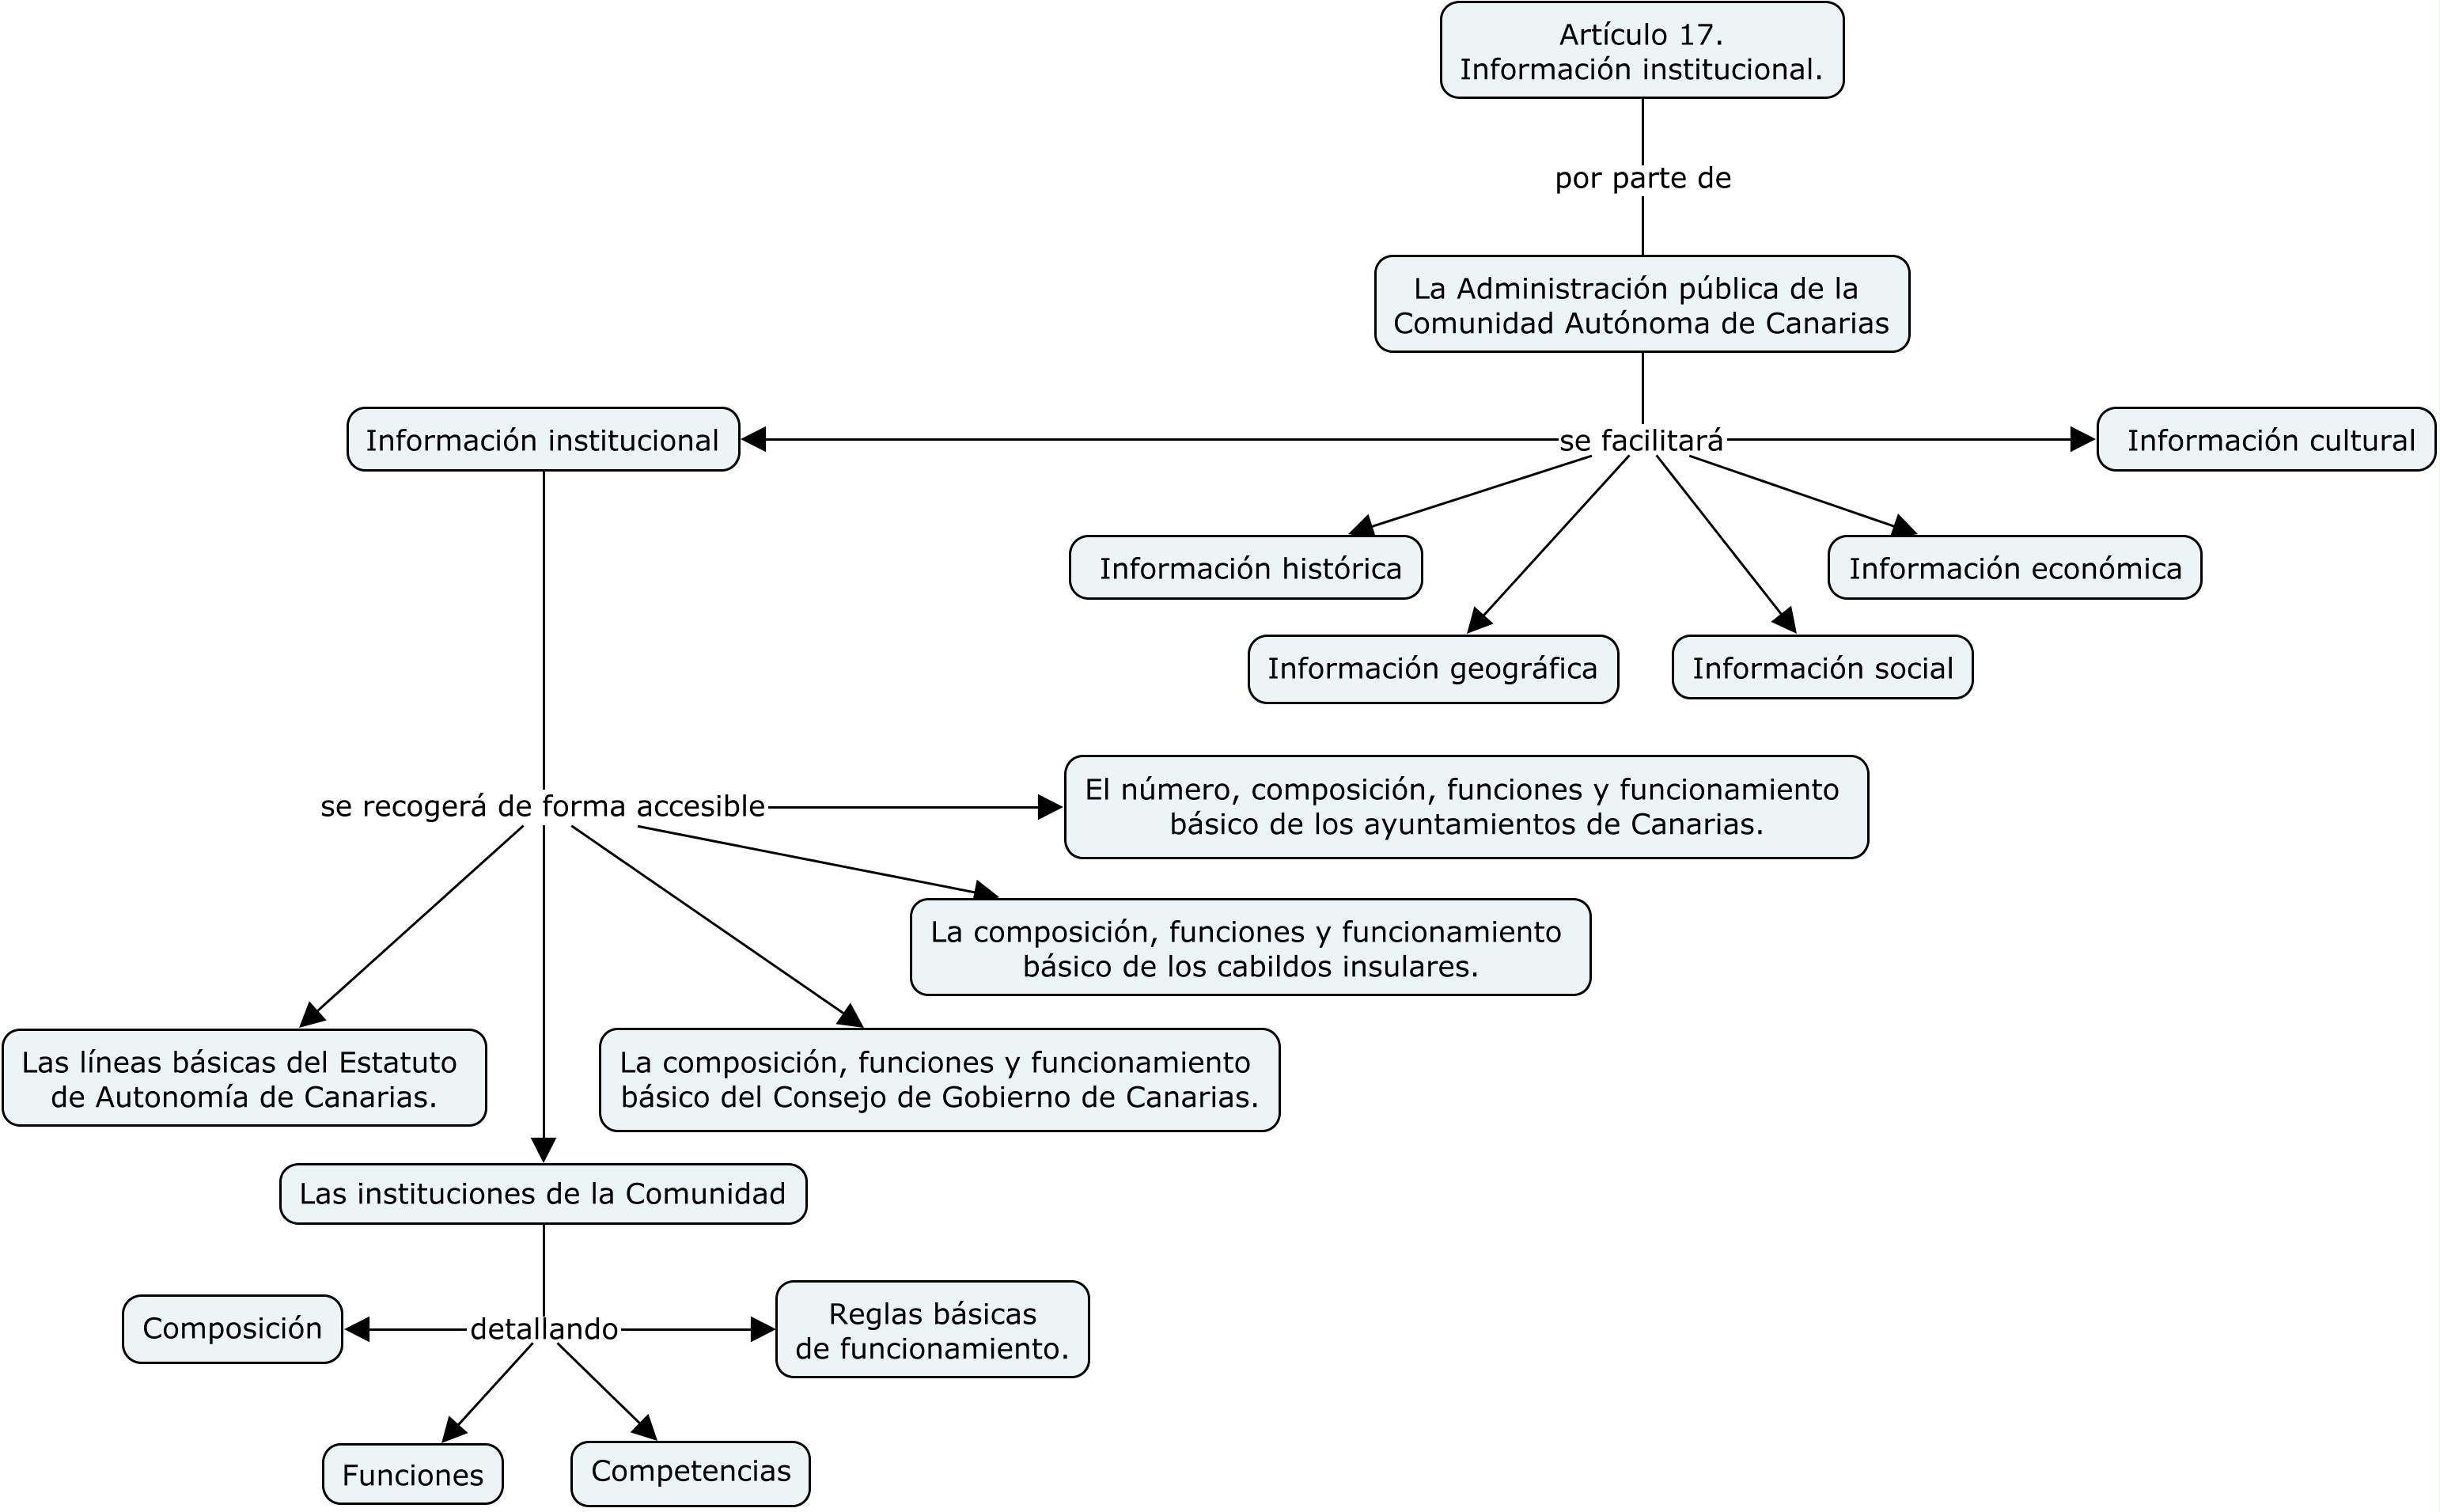 Artículo 17.
Información institucional.
por parte de
La Administración pública de la
Comunidad Autónoma de Canarias
Información institucional
se facilitará
Información cultural
Información histórica
Información económica
Información geográfica
Información social
se recogerá de forma accesible
El número, composición, funciones y funcionamiento
básico de los ayuntamientos de Canarias.
La composición, funciones y funcionamiento
básico de los cabildos insulares.
Las líneas básicas del Estatuto
de Autonomía de Canarias.
La composición, funciones y funcionamiento
básico del Consejo de Gobierno de Canarias.
Las instituciones de la Comunidad
Composición
detallando
Reglas básicas
de funcionamiento.
Funciones
Competencias